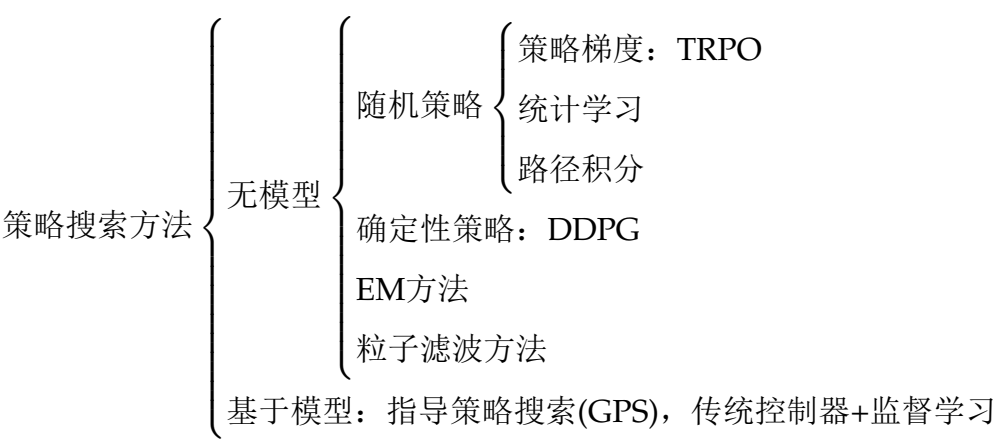 策略梯度：TRPO
随机策略
统计学习
路径积分
无模型
策略搜索方法
确定性策略：DDPG
EM方法
粒子滤波方法
基于模型：指导策略搜索(GPS)，传统控制器+监督学习